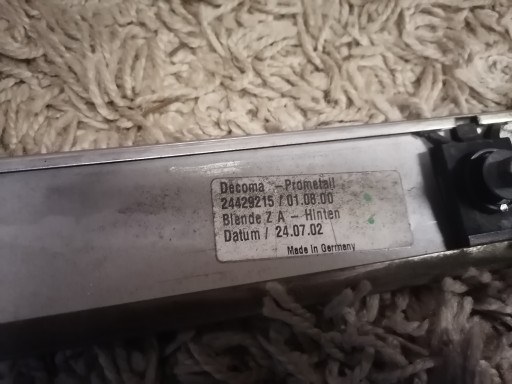 Decoma -Prometall
24429215 / 01.08.00
Blende Z A - Hinten
Datum / 24.07.02
Made in Germany